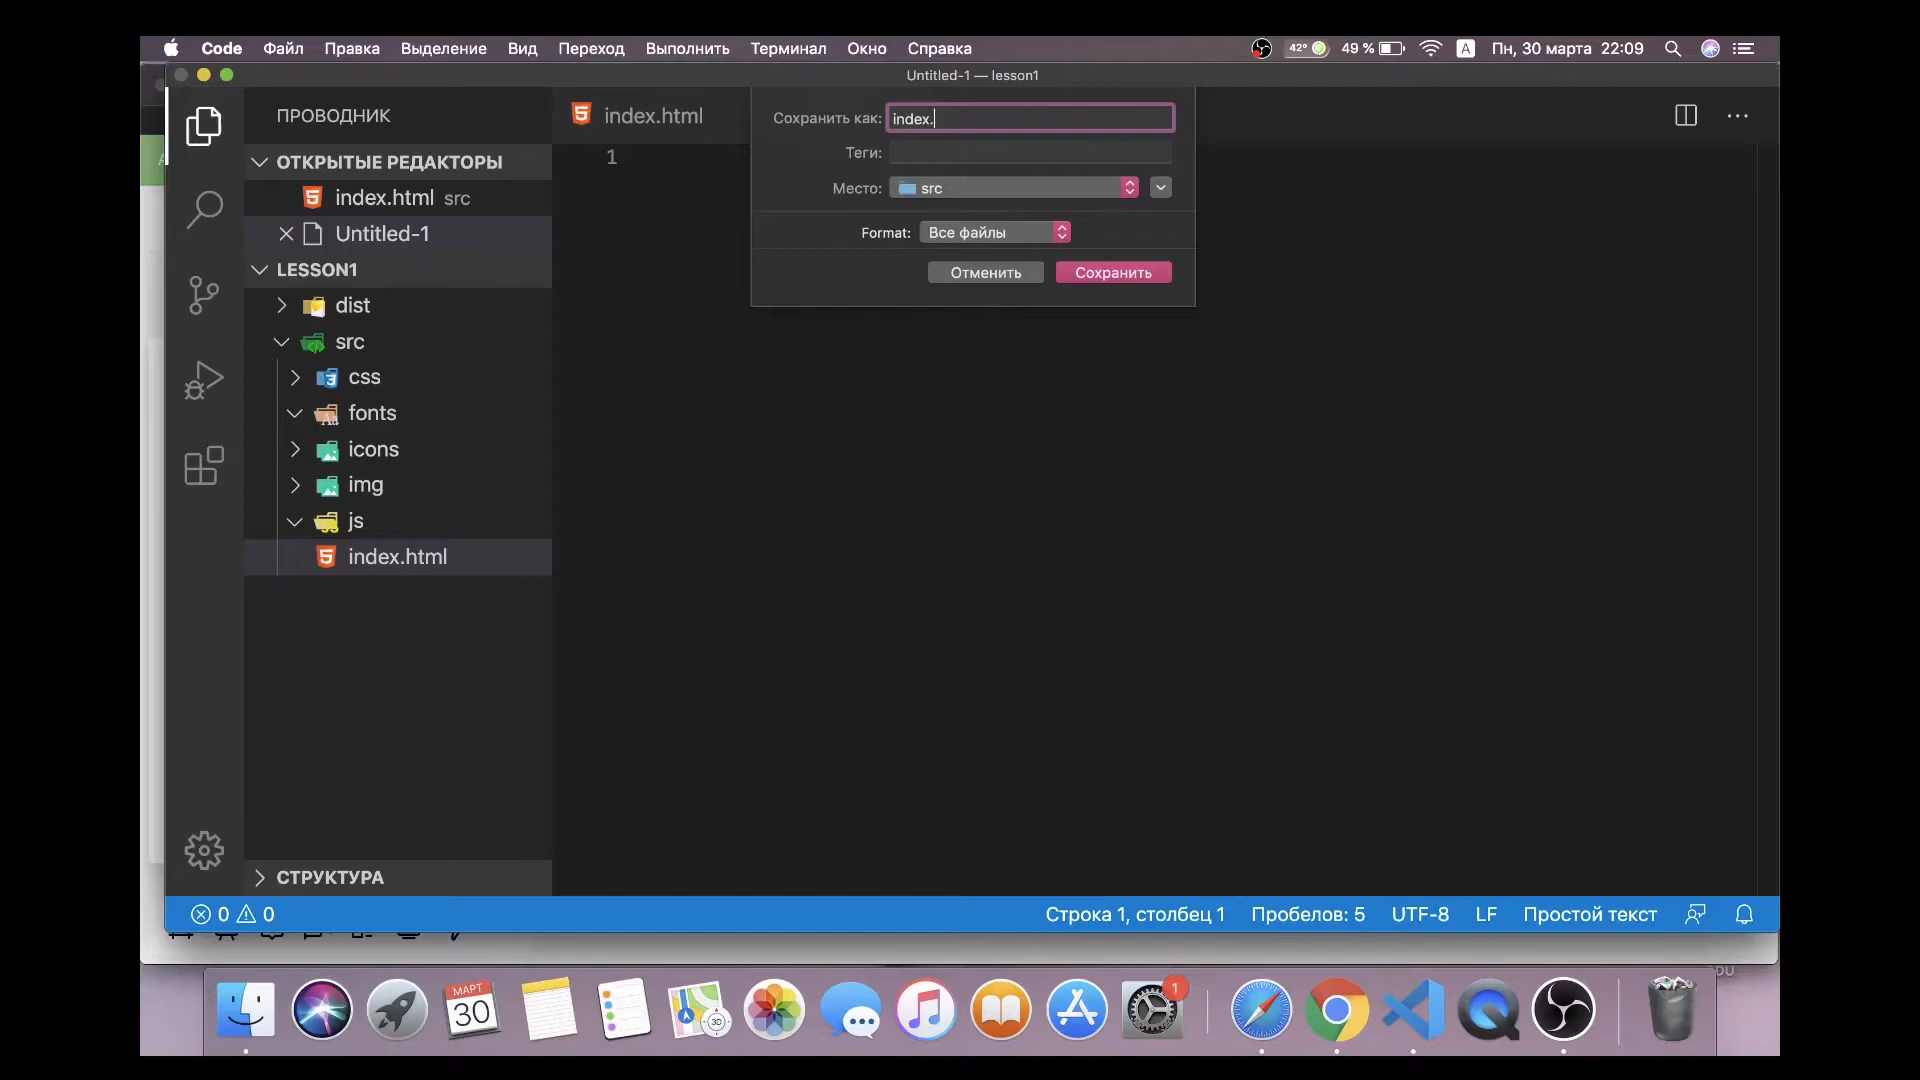 Code Файл Правка Выделение Вид Переход Выполнить Терминал Окно Справка 42° 49 % A Пн, 30 марта 22:09
Untitled-1 — lesson1
ПРОВОДНИК
ОТКРЫТЫЕ РЕДАКТОРЫ
index.html src
Untitled-1
LESSON1
dist
src
css
fonts
icons
img
js
index.html
СТРУКТУРА
index.html
1
Сохранить как: index.
Теги:
Место: src
Format: Все файлы
Отменить Сохранить
0 0 Строка 1, столбец 1 Пробелов: 5 UTF-8 LF Простой текст
МАРТ
30
3D
1